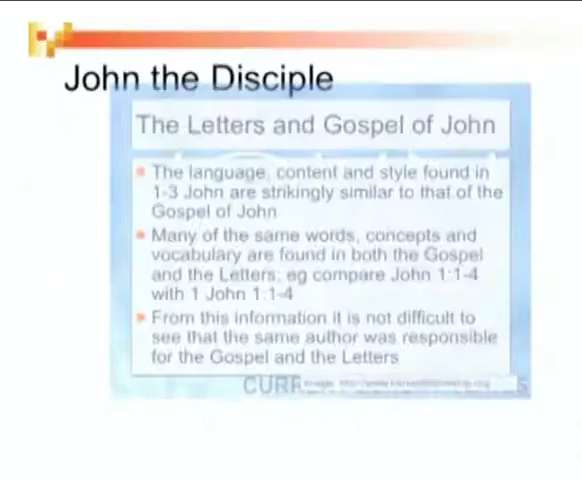 John the Disciple
The Letters and Gospel of John
The language, content and style found in
1-3 John are strikingly similar to that of the
Gospel of John
Many of the same words, concepts and
vocabulary are found in both the Gospel
and the Letters; eg compare John 1:1-4
with 1 John 1:1-4
From this information it is not difficult to
see that the same author was responsible
for the Gospel and the Letters